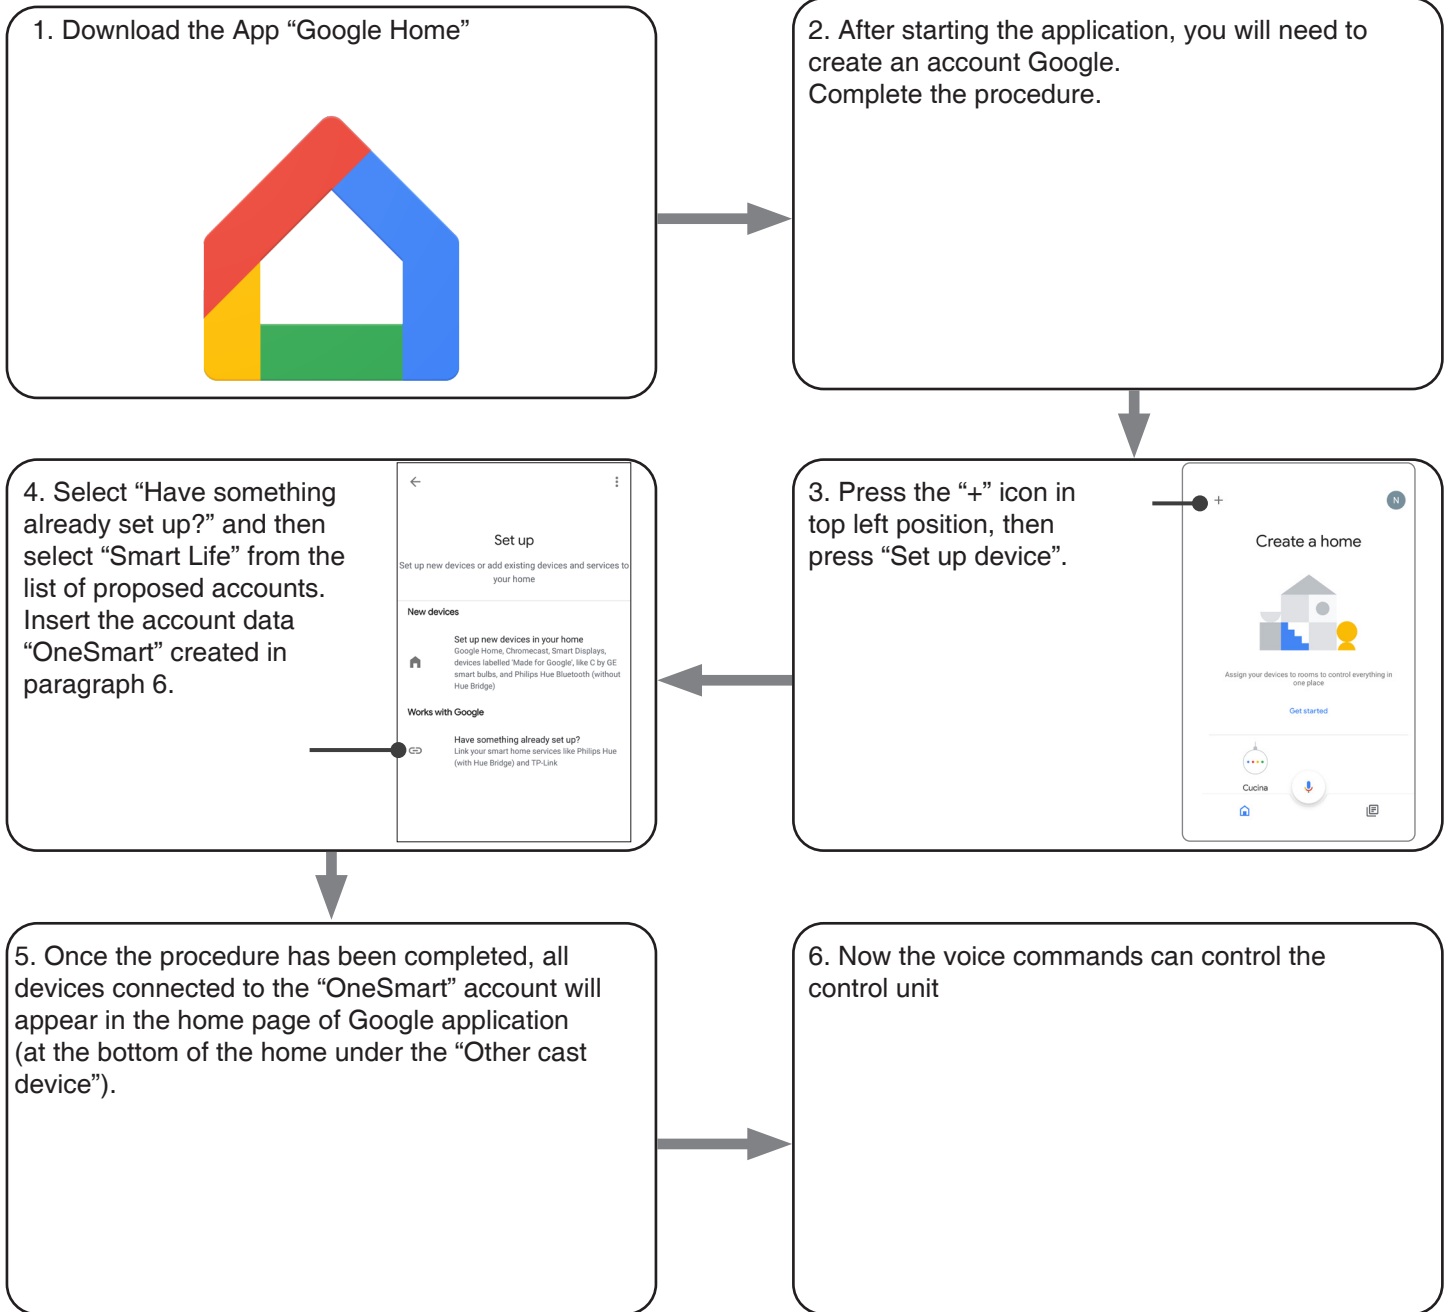 1. Download the App “Google Home”
2. After starting the application, you will need to
create an account Google.
Complete the procedure.
3. Press the “+” icon in
top left position, then
press “Set up device”.
+
N
Create a home
Assign your devices to rooms to control everything in
one place
Get started
Cucina
4. Select “Have something
already set up?” and then
select “Smart Life” from the
list of proposed accounts.
Insert the account data
“OneSmart” created in
paragraph 6.
Set up
Set up new devices or add existing devices and services to
your home
New devices
Set up new devices in your home
Google Home, Chromecast, Smart Displays,
devices labelled 'Made for Google', like C by GE
smart bulbs, and Philips Hue Bluetooth (without
Hue Bridge)
Works with Google
Have something already set up?
Link your smart home services like Philips Hue
(with Hue Bridge) and TP-Link
5. Once the procedure has been completed, all
devices connected to the “OneSmart” account will
appear in the home page of Google application
(at the bottom of the home under the “Other cast
device”).
6. Now the voice commands can control the
control unit